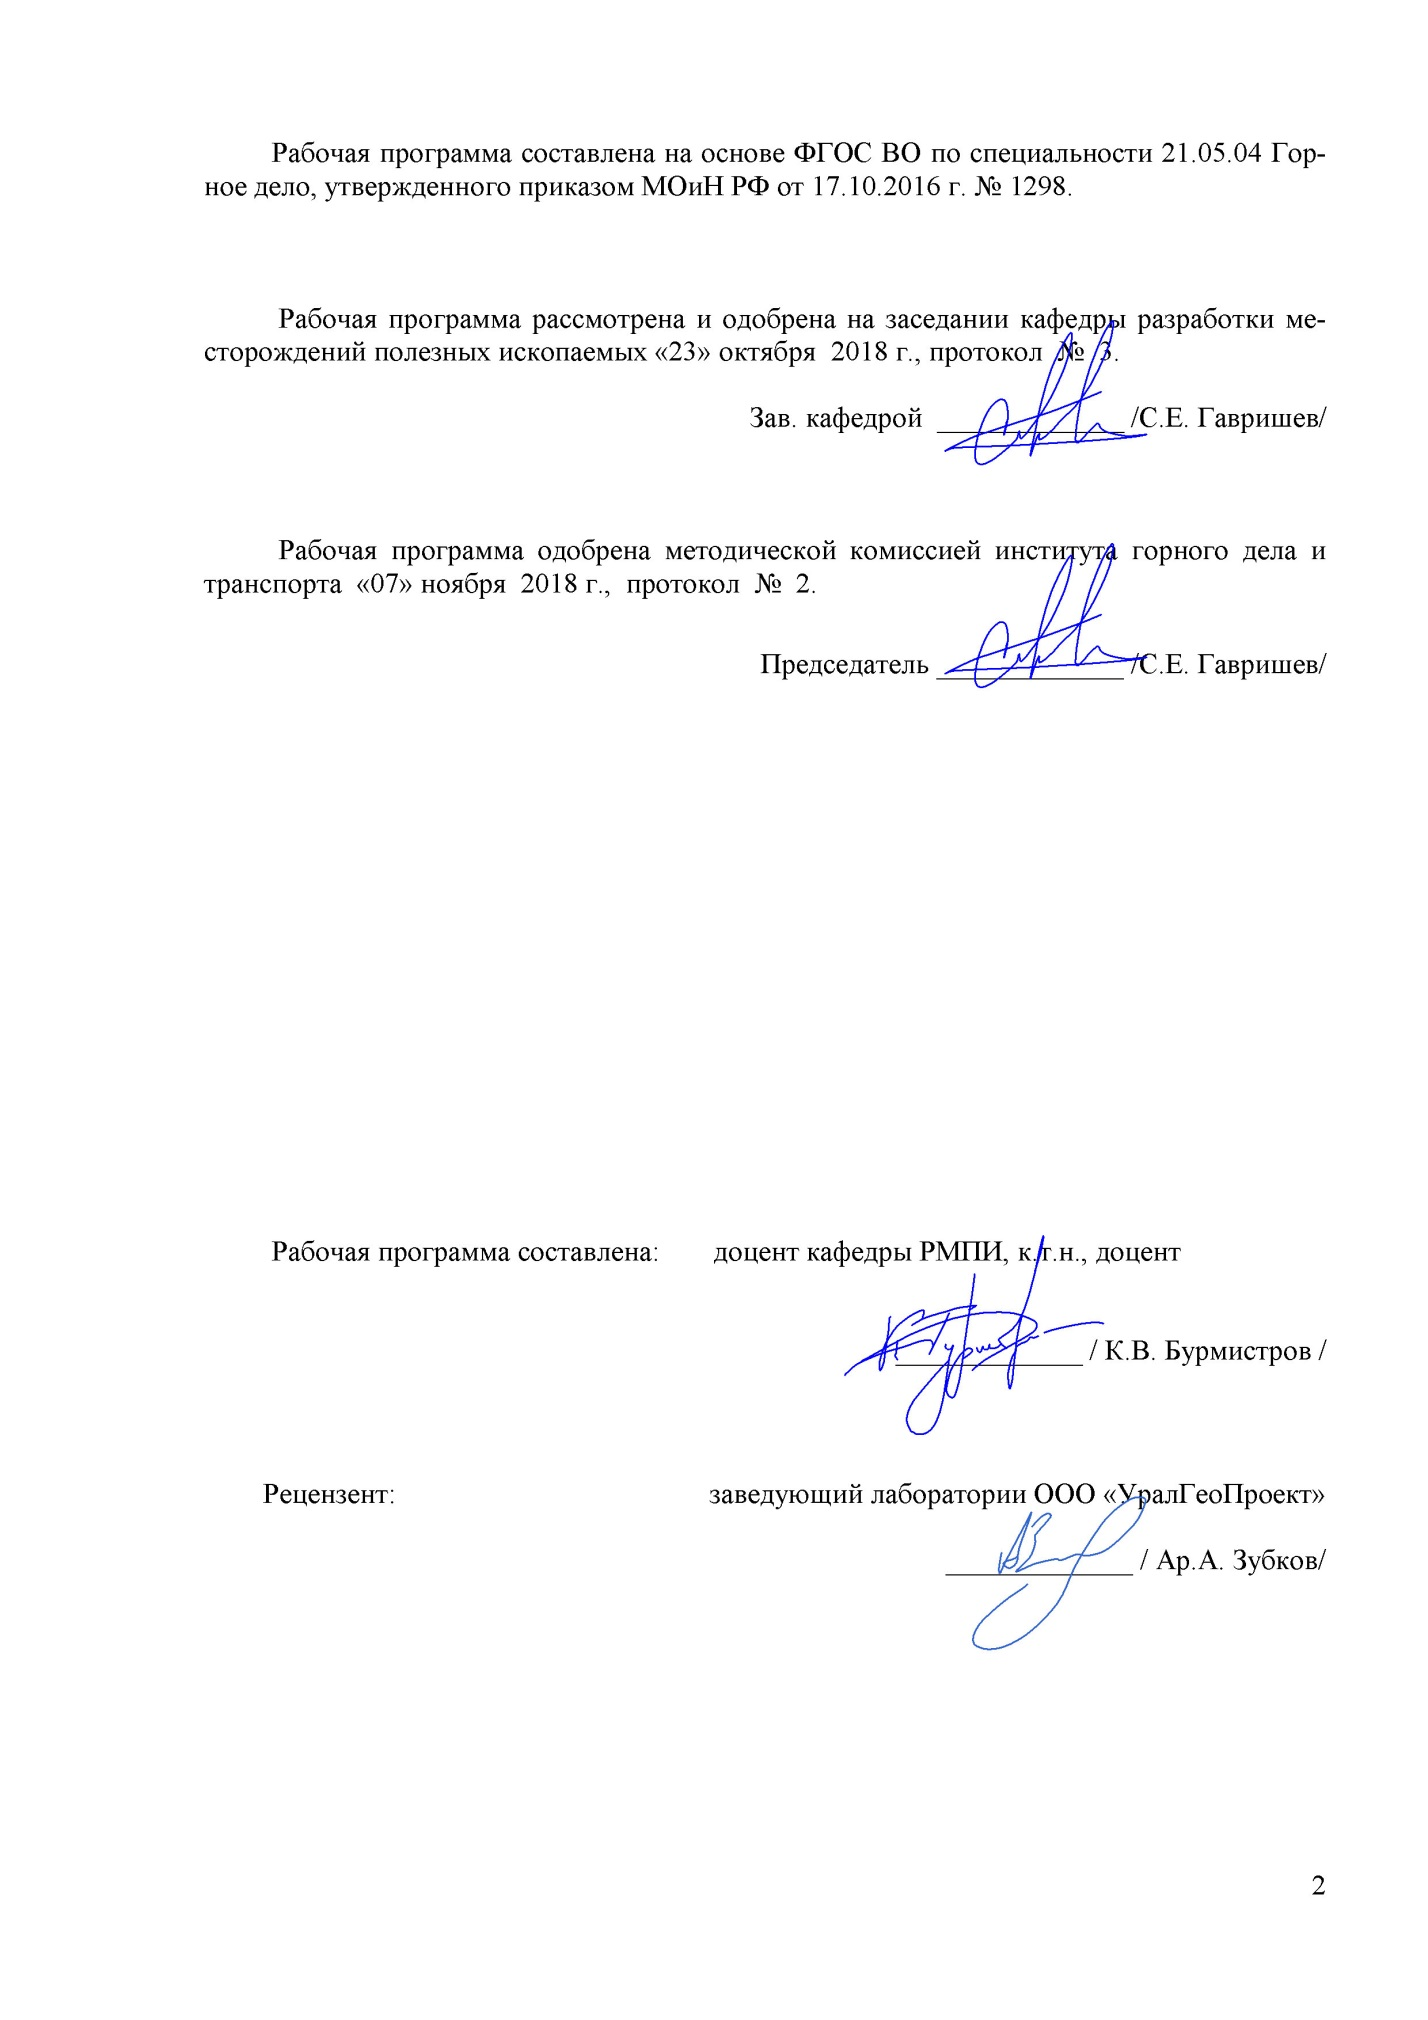 Рабочая программа составлена на основе ФГОС ВО по специальности 21.05.04 Гор-
ное дело, утвержденного приказом МОиН РФ от 17.10.2016 г. № 1298.
Рабочая программа рассмотрена и одобрена на заседании кафедры разработки ме-
сторождений полезных ископаемых «23» октября 2018 г., протокол № 3.
Зав. кафедрой _____________ /С.Е. Гавришев/
Рабочая программа одобрена методической комиссией института горного дела и
транспорта «07» ноября 2018 г., протокол № 2.
Председатель _____________ /С.Е. Гавришев/
Рабочая программа составлена: доцент кафедры РМПИ, к.т.н., доцент
_____________ / К.В. Бурмистров /
Рецензент: заведующий лаборатории ООО «УралГеоПроект»
_____________ / Ар.А. Зубков/
2